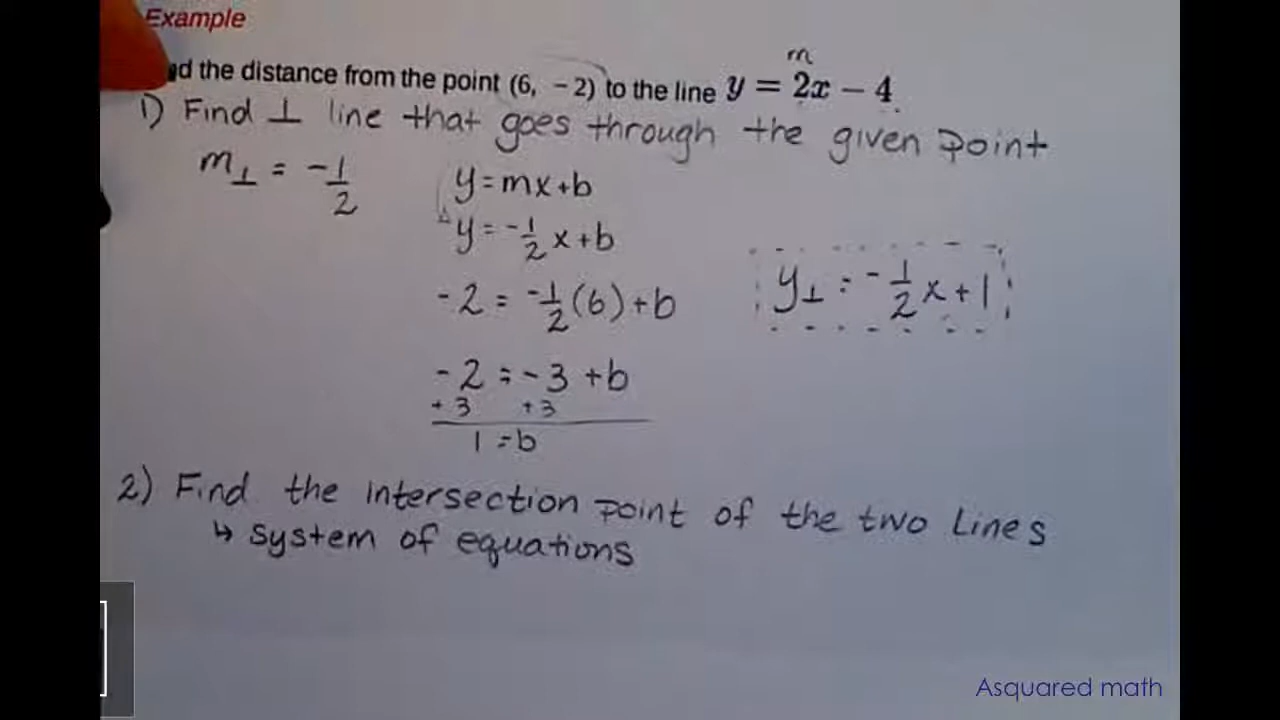 Example
d the distance from the point (6, −2) to the line y = 2x − 4
m
1) Find ⊥ line that goes through the given point
m⊥ = -1/2
y = mx+b
y = -1/2 x + b
-2 = -1/2 (6) + b
-2 = -3 + b
+3 +3
1 = b
y⊥ = -1/2 x + 1
2) Find the intersection point of the two lines
↳ system of equations
Asquared math